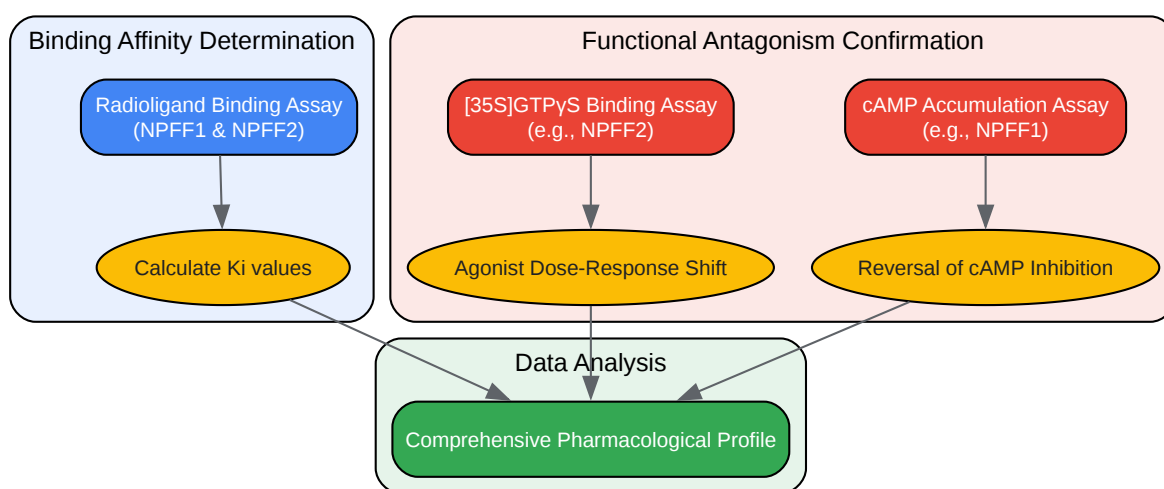 Binding Affinity Determination
Functional Antagonism Confirmation
Radioligand Binding Assay
(NPFF1 & NPFF2)
[35S]GTPγS Binding Assay
(e.g., NPFF2)
cAMP Accumulation Assay
(e.g., NPFF1)
Calculate Ki values
Agonist Dose-Response Shift
Reversal of cAMP Inhibition
Data Analysis
Comprehensive Pharmacological Profile